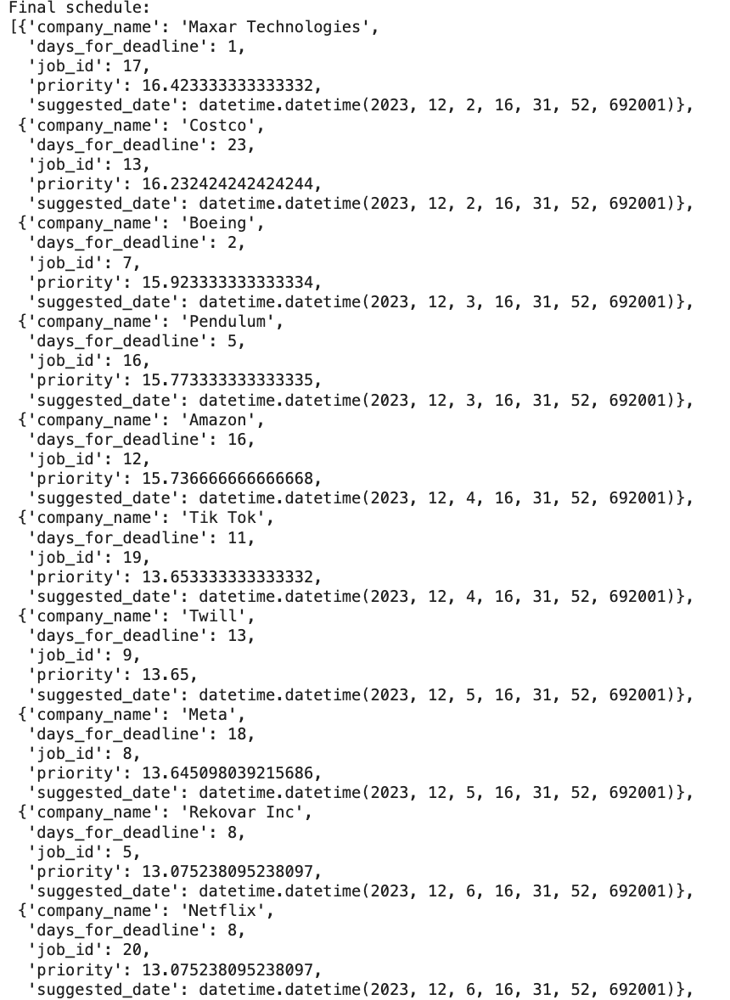 Final schedule:
[{'company_name': 'Maxar Technologies',
  'days_for_deadline': 1,
  'job_id': 17,
  'priority': 16.423333333333332,
  'suggested_date': datetime.datetime(2023, 12, 2, 16, 31, 52, 692001)},
 {'company_name': 'Costco',
  'days_for_deadline': 23,
  'job_id': 13,
  'priority': 16.232424242424244,
  'suggested_date': datetime.datetime(2023, 12, 2, 16, 31, 52, 692001)},
 {'company_name': 'Boeing',
  'days_for_deadline': 2,
  'job_id': 7,
  'priority': 15.923333333333334,
  'suggested_date': datetime.datetime(2023, 12, 3, 16, 31, 52, 692001)},
 {'company_name': 'Pendulum',
  'days_for_deadline': 5,
  'job_id': 16,
  'priority': 15.773333333333335,
  'suggested_date': datetime.datetime(2023, 12, 3, 16, 31, 52, 692001)},
 {'company_name': 'Amazon',
  'days_for_deadline': 16,
  'job_id': 12,
  'priority': 15.736666666666668,
  'suggested_date': datetime.datetime(2023, 12, 4, 16, 31, 52, 692001)},
 {'company_name': 'Tik Tok',
  'days_for_deadline': 11,
  'job_id': 19,
  'priority': 13.653333333333332,
  'suggested_date': datetime.datetime(2023, 12, 4, 16, 31, 52, 692001)},
 {'company_name': 'Twill',
  'days_for_deadline': 13,
  'job_id': 9,
  'priority': 13.65,
  'suggested_date': datetime.datetime(2023, 12, 5, 16, 31, 52, 692001)},
 {'company_name': 'Meta',
  'days_for_deadline': 18,
  'job_id': 8,
  'priority': 13.645098039215686,
  'suggested_date': datetime.datetime(2023, 12, 5, 16, 31, 52, 692001)},
 {'company_name': 'Rekovar Inc',
  'days_for_deadline': 8,
  'job_id': 5,
  'priority': 13.075238095238097,
  'suggested_date': datetime.datetime(2023, 12, 6, 16, 31, 52, 692001)},
 {'company_name': 'Netflix',
  'days_for_deadline': 8,
  'job_id': 20,
  'priority': 13.075238095238097,
  'suggested_date': datetime.datetime(2023, 12, 6, 16, 31, 52, 692001)},